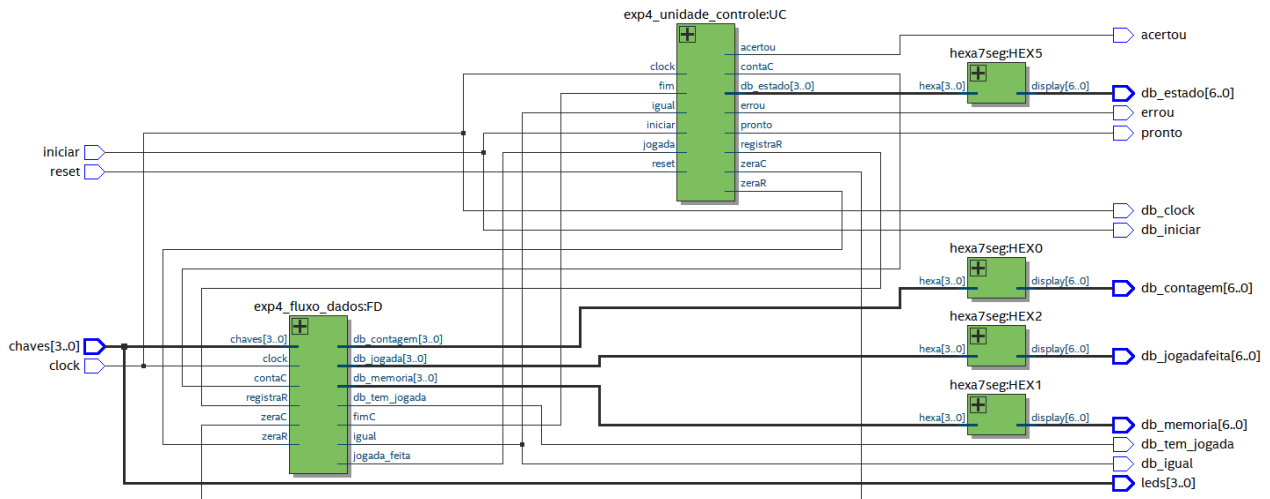 exp4_unidade_controle:UC
acertou
acertou
contaC
clock
hexa7seg:HEX5
fim
db_estado[3..0]
hexa[3..0]
display[6..0]
db_estado[6..0]
igual
errou
errou
iniciar
pronto
pronto
iniciar
jogada
registraR
reset
reset
zeraC
zeraR
db_clock
db_iniciar
hexa7seg:HEX0
hexa[3..0]
display[6..0]
db_contagem[6..0]
exp4_fluxo_dados:FD
hexa7seg:HEX2
chaves[3..0]
chaves[3..0]
db_contagem[3..0]
hexa[3..0]
display[6..0]
db_jogadafeita[6..0]
clock
clock
db_jogada[3..0]
contaC
db_memoria[3..0]
hexa7seg:HEX1
registraR
db_tem_jogada
zeraC
fimC
hexa[3..0]
display[6..0]
db_memoria[6..0]
zeraR
igual
db_tem_jogada
jogada_feita
db_igual
leds[3..0]